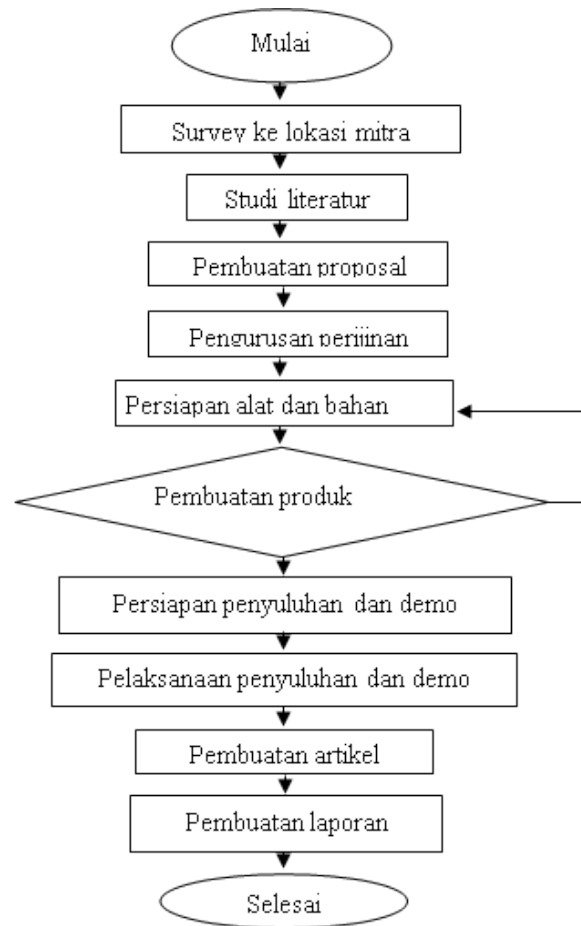 Mulai
Survey ke lokasi mitra
Studi literatur
Pembuatan proposal
Pengurusan perijinan
Persiapan alat dan bahan
Pembuatan produk
Persiapan penyuluhan dan demo
Pelaksanaan penyuluhan dan demo
Pembuatan artikel
Pembuatan laporan
Selesai